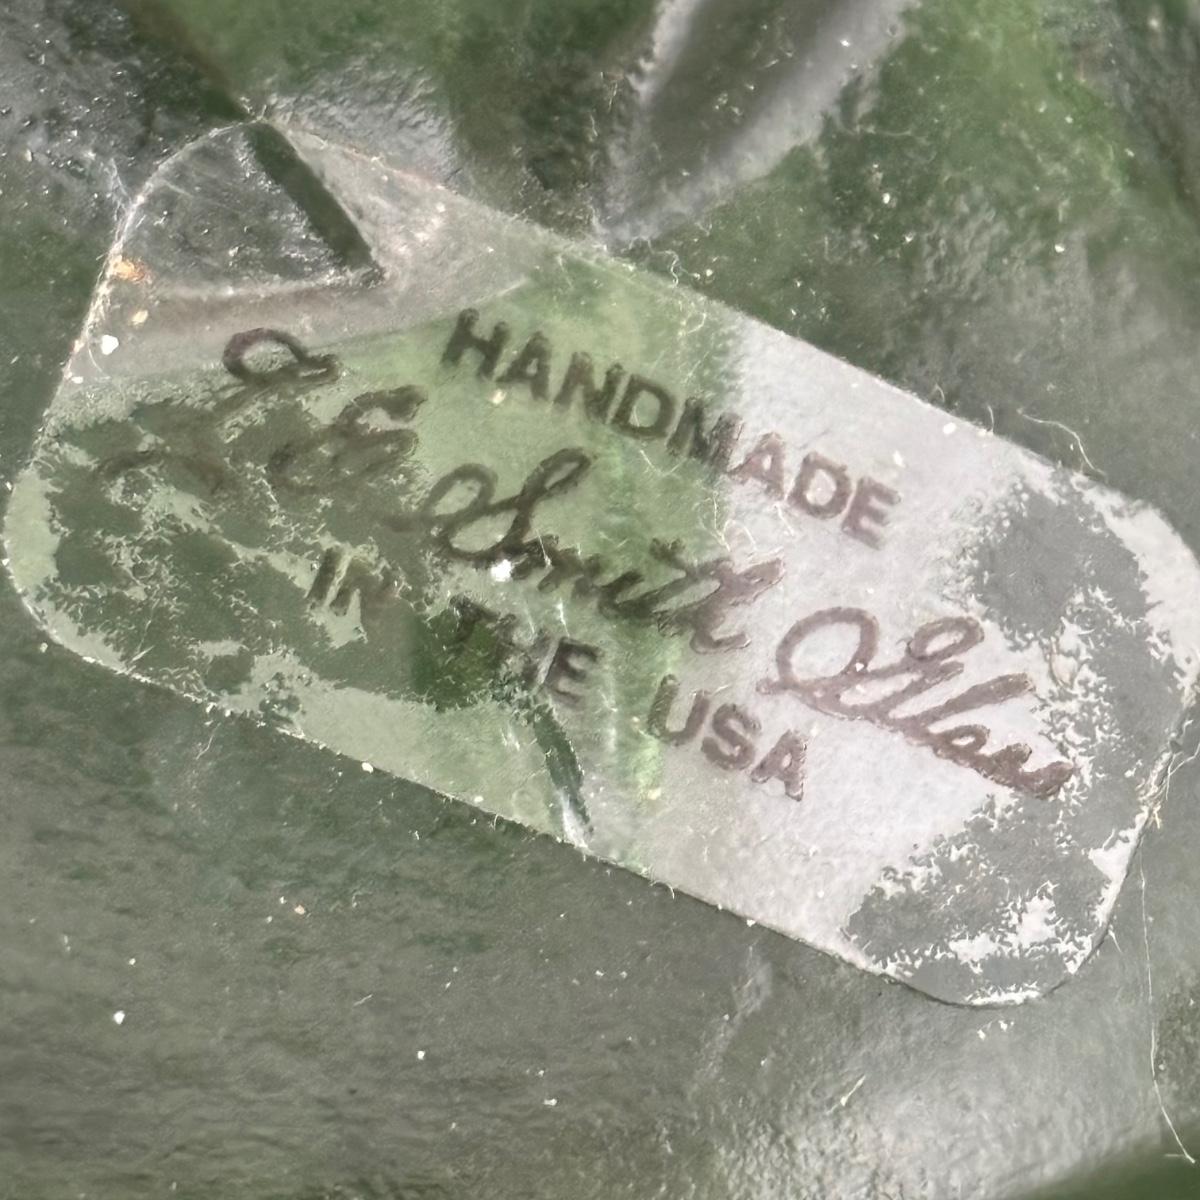 HANDMADE
L E Smith Glass
IN THE USA